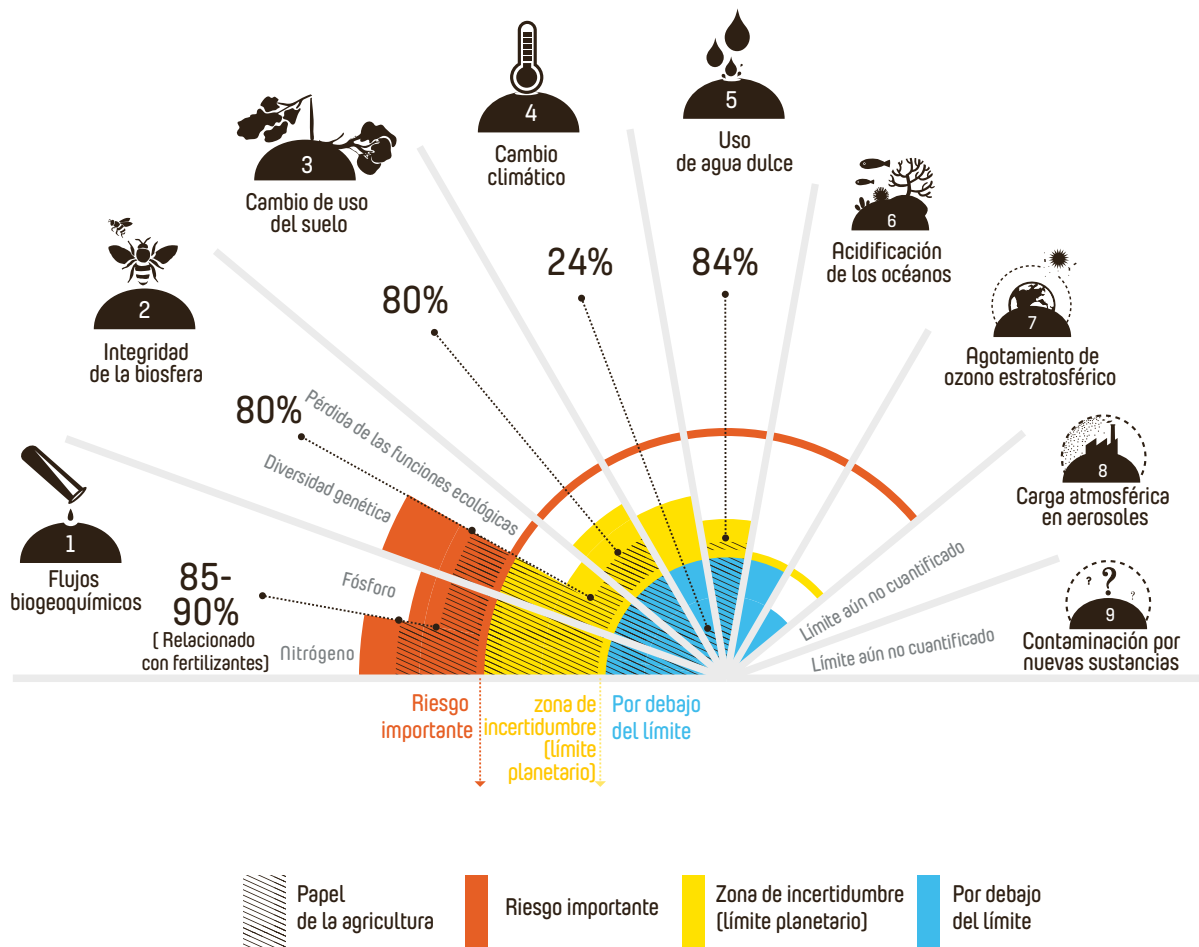 1
Flujos
biogeoquímicos
2
Integridad
de la biosfera
3
Cambio de uso
del suelo
4
Cambio
climático
5
Uso
de agua dulce
6
Acidificación
de los océanos
7
Agotamiento de
ozono estratosférico
8
Carga atmosférica
en aerosoles
?
?
?
9
Contaminación por
nuevas sustancias
85-
90%
( Relacionado
con fertilizantes)
80%
80%
24%
84%
Pérdida de las funciones ecológicas
Diversidad genética
Fósforo
Nitrógeno
Límite aún no cuantificado
Límite aún no cuantificado
Riesgo
importante
zona de
incertidumbre
(límite
planetario)
Por debajo
del límite
Papel
de la agricultura
Riesgo importante
Zona de incertidumbre
(límite planetario)
Por debajo
del límite